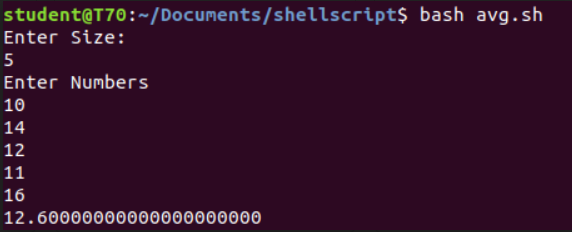 student@T70:~/Documents/shellscript$ bash avg.sh
Enter Size:
5
Enter Numbers
10
14
12
11
16
12.60000000000000000000